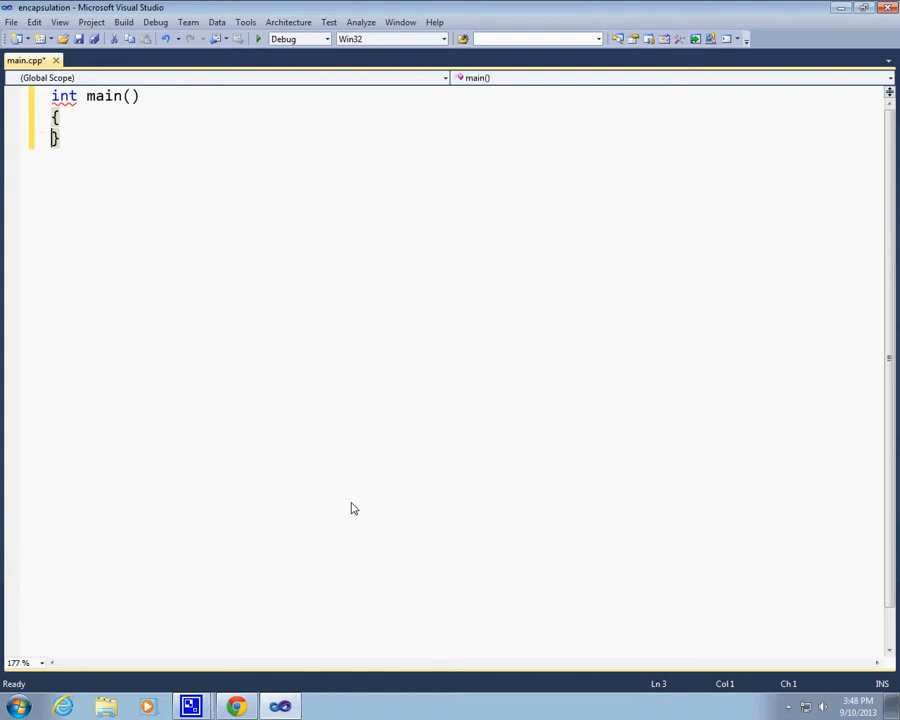 encapsulation - Microsoft Visual Studio
File Edit View Project Build Debug Team Data Tools Architecture Test Analyze Window Help
Debug Win32
main.cpp*
(Global Scope) main()
int main()
{
}
177 %
Ready Ln 3 Col 1 Ch 1 INS
3:48 PM
9/10/2013